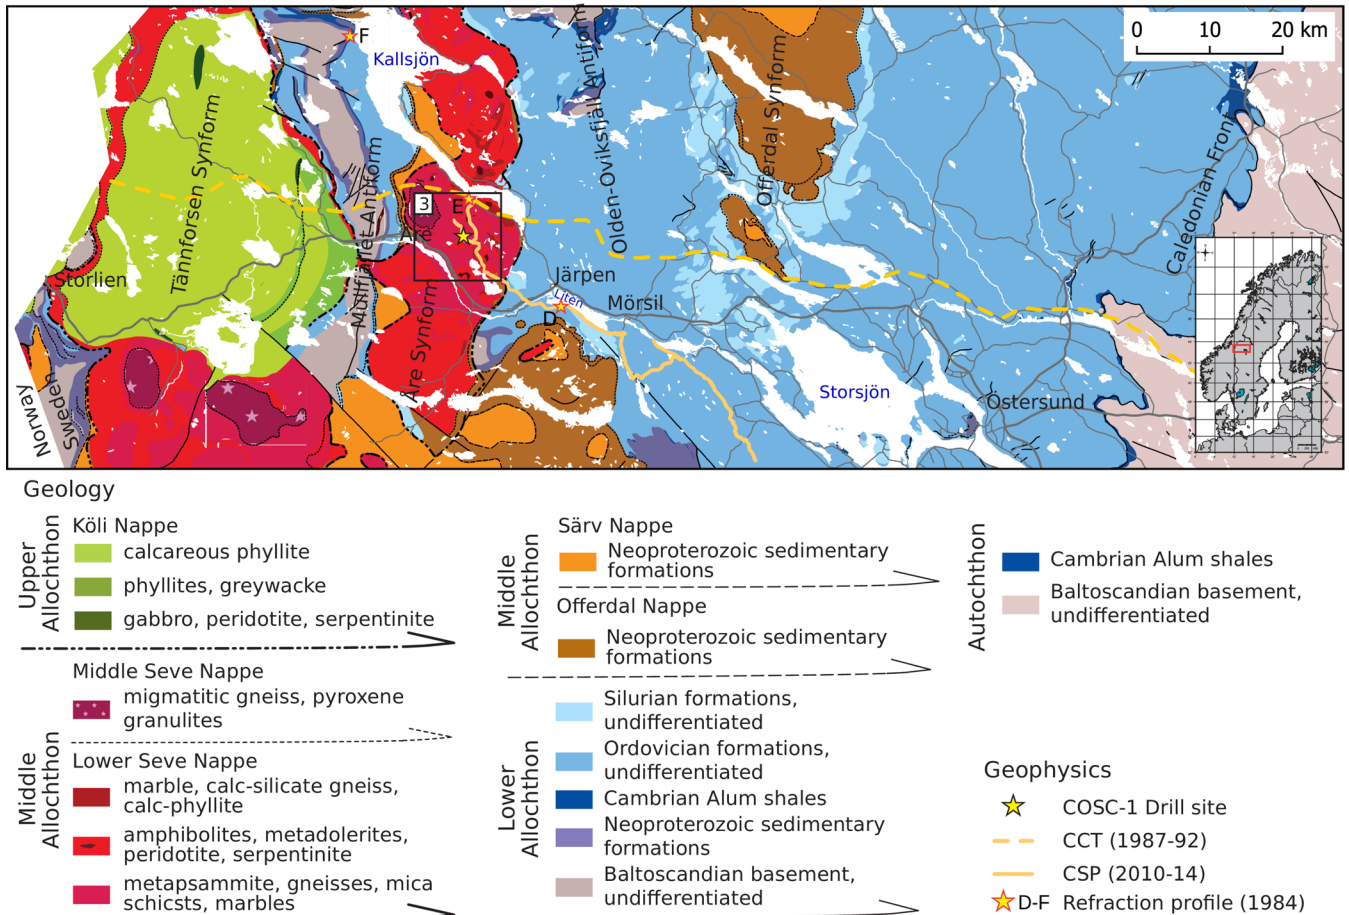 F
Kallsjön
0 10 20 km
Tännforsen Synform
Mullfjället Antiform
Olden-Oviksfjällen Antiform
Offerdal Synform
Caledonian Front
3
E
Åre
Storlien
Järpen
Liten
Mörsil
D
Åre Synform
Storsjön
Östersund
Norway
Sweden
Geology
Upper
Allochthon
Köli Nappe
calcareous phyllite
phyllites, greywacke
gabbro, peridotite, serpentinite
Middle
Allochthon
Middle Seve Nappe
migmatitic gneiss, pyroxene
granulites
Lower Seve Nappe
marble, calc-silicate gneiss,
calc-phyllite
amphibolites, metadolerites,
peridotite, serpentinite
metapsammite, gneisses, mica
schicsts, marbles
Middle
Allochthon
Särv Nappe
Neoproterozoic sedimentary
formations
Offerdal Nappe
Neoproterozoic sedimentary
formations
Lower
Allochthon
Silurian formations,
undifferentiated
Ordovician formations,
undifferentiated
Cambrian Alum shales
Neoproterozoic sedimentary
formations
Baltoscandian basement,
undifferentiated
Autochthon
Cambrian Alum shales
Baltoscandian basement,
undifferentiated
Geophysics
COSC-1 Drill site
CCT (1987-92)
CSP (2010-14)
D-F Refraction profile (1984)